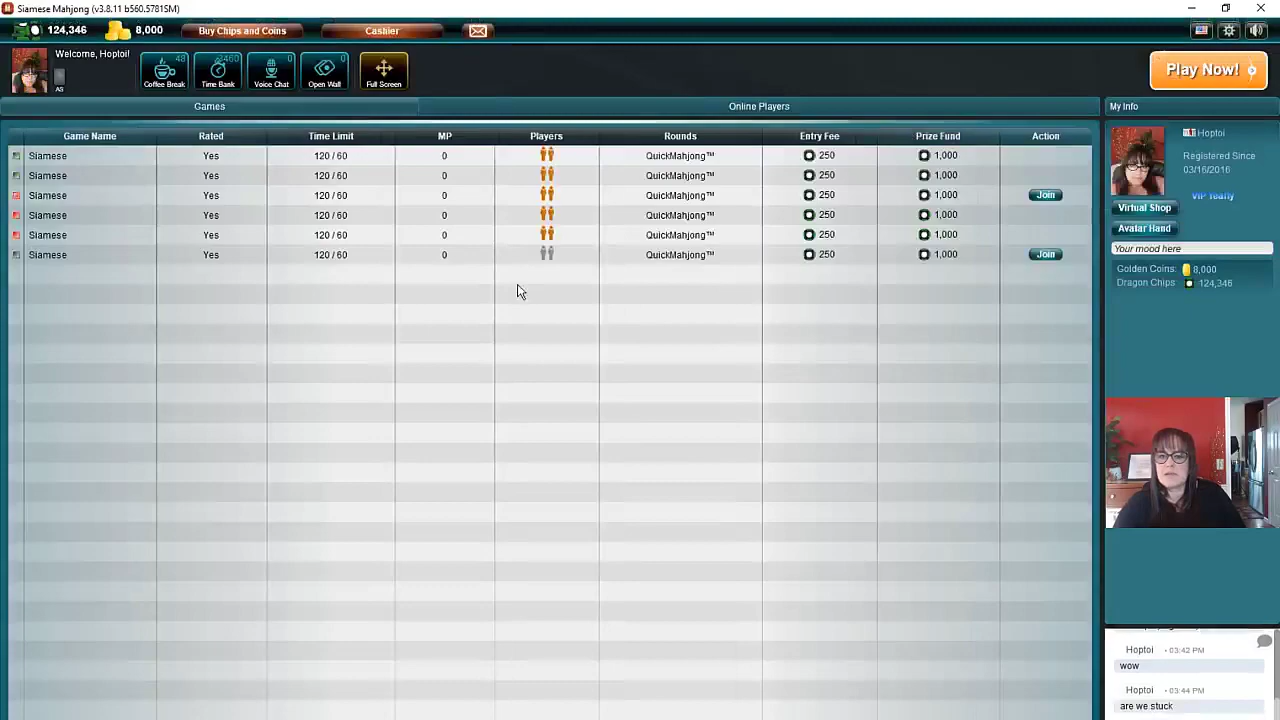 Siamese Mahjong (v3.8.11 b560.5781SM)
124,346 8,000 Buy Chips and Coins Cashier
Welcome, Hoptoi!
AS
48 2460 0 0
Coffee Break Time Bank Voice Chat Open Wall Full Screen
Play Now!
Games Online Players My Info
Game Name Rated Time Limit MP Players Rounds Entry Fee Prize Fund Action
Siamese Yes 120 / 60 0 QuickMahjong™ 250 1,000
Siamese Yes 120 / 60 0 QuickMahjong™ 250 1,000
Siamese Yes 120 / 60 0 QuickMahjong™ 250 1,000 Join
Siamese Yes 120 / 60 0 QuickMahjong™ 250 1,000
Siamese Yes 120 / 60 0 QuickMahjong™ 250 1,000
Siamese Yes 120 / 60 0 QuickMahjong™ 250 1,000 Join
Hoptoi
Registered Since
03/16/2016
VIP Yearly
Virtual Shop
Avatar Hand
Your mood here
Golden Coins: 8,000
Dragon Chips 124,346
Hoptoi • 03:42 PM
wow
Hoptoi • 03:44 PM
are we stuck